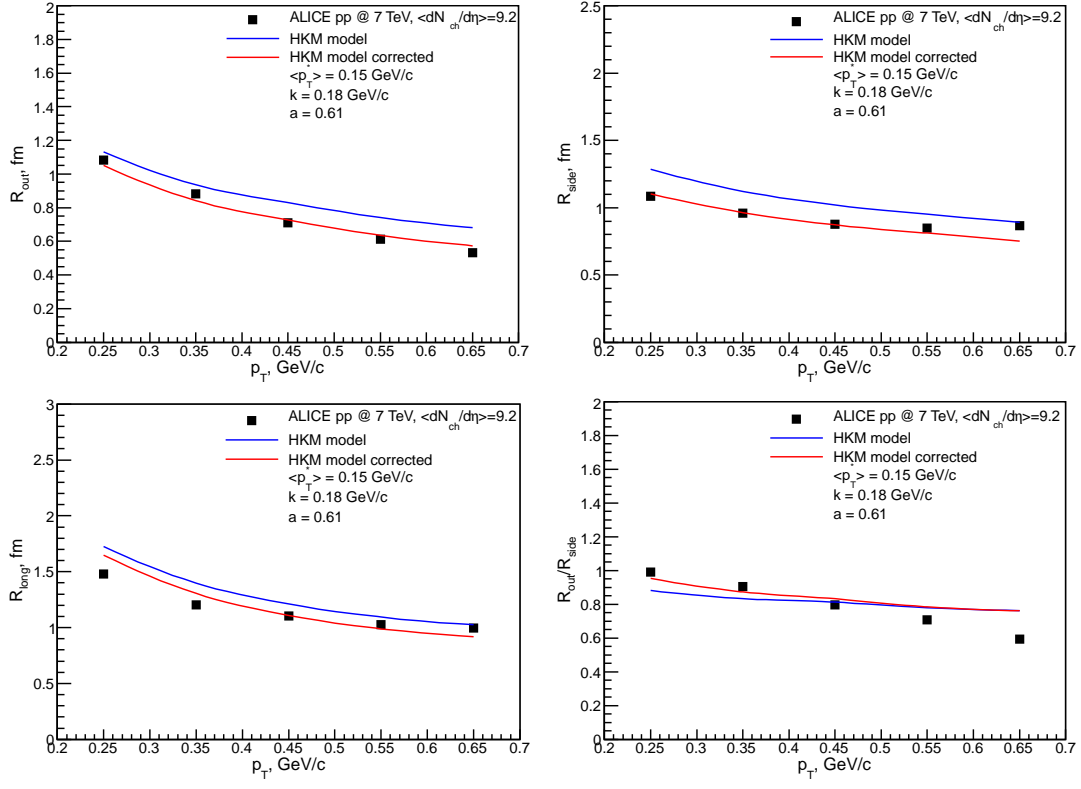 ALICE pp @ 7 TeV, <dN_ch/dη>=9.2
HKM model
HKM model corrected
<p*_T> = 0.15 GeV/c
k = 0.18 GeV/c
a = 0.61
R_out, fm
2
1.8
1.6
1.4
1.2
1
0.8
0.6
0.4
0.2
0
0.2 0.25 0.3 0.35 0.4 0.45 0.5 0.55 0.6 0.65 0.7
p_T, GeV/c
ALICE pp @ 7 TeV, <dN_ch/dη>=9.2
HKM model
HKM model corrected
<p*_T> = 0.15 GeV/c
k = 0.18 GeV/c
a = 0.61
R_side, fm
2.5
2
1.5
1
0.5
0
0.2 0.25 0.3 0.35 0.4 0.45 0.5 0.55 0.6 0.65 0.7
p_T, GeV/c
ALICE pp @ 7 TeV, <dN_ch/dη>=9.2
HKM model
HKM model corrected
<p*_T> = 0.15 GeV/c
k = 0.18 GeV/c
a = 0.61
R_long, fm
3
2.5
2
1.5
1
0.5
0
0.2 0.25 0.3 0.35 0.4 0.45 0.5 0.55 0.6 0.65 0.7
p_T, GeV/c
ALICE pp @ 7 TeV, <dN_ch/dη>=9.2
HKM model
HKM model corrected
<p*_T> = 0.15 GeV/c
k = 0.18 GeV/c
a = 0.61
R_out/R_side
2
1.8
1.6
1.4
1.2
1
0.8
0.6
0.4
0.2
0
0.2 0.25 0.3 0.35 0.4 0.45 0.5 0.55 0.6 0.65 0.7
p_T, GeV/c